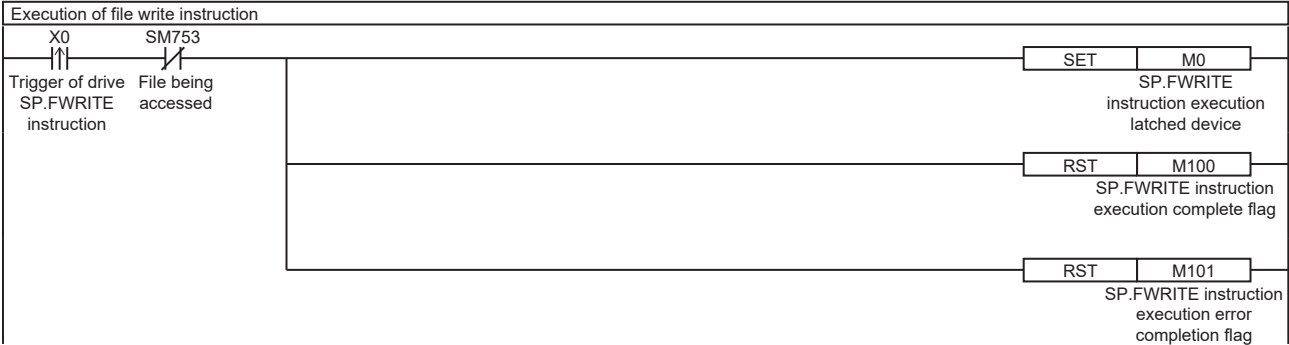 Execution of file write instruction
X0
SM753
SET M0
Trigger of drive
SP.FWRITE
instruction
File being
accessed
SP.FWRITE
instruction execution
latched device
RST M100
SP.FWRITE instruction
execution complete flag
RST M101
SP.FWRITE instruction
execution error
completion flag